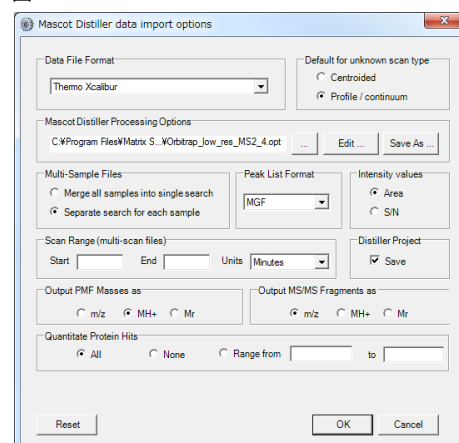 Mascot Distiller data import options
Data File Format
Default for unknown scan type
Thermo Xcalibur
Centroided
Profile / continuum
Mascot Distiller Processing Options
C:¥Program Files¥Matrix S...¥Orbitrap_low_res_MS2_4.opt
...
Edit ...
Save As ...
Multi-Sample Files
Peak List Format
Intensity values
Merge all samples into single search
MGF
Area
Separate search for each sample
S/N
Scan Range (multi-scan files)
Distiller Project
Start
End
Units
Minutes
Save
Output PMF Masses as
Output MS/MS Fragments as
m/z
MH+
Mr
m/z
MH+
Mr
Quantitate Protein Hits
All
None
Range from
to
Reset
OK
Cancel